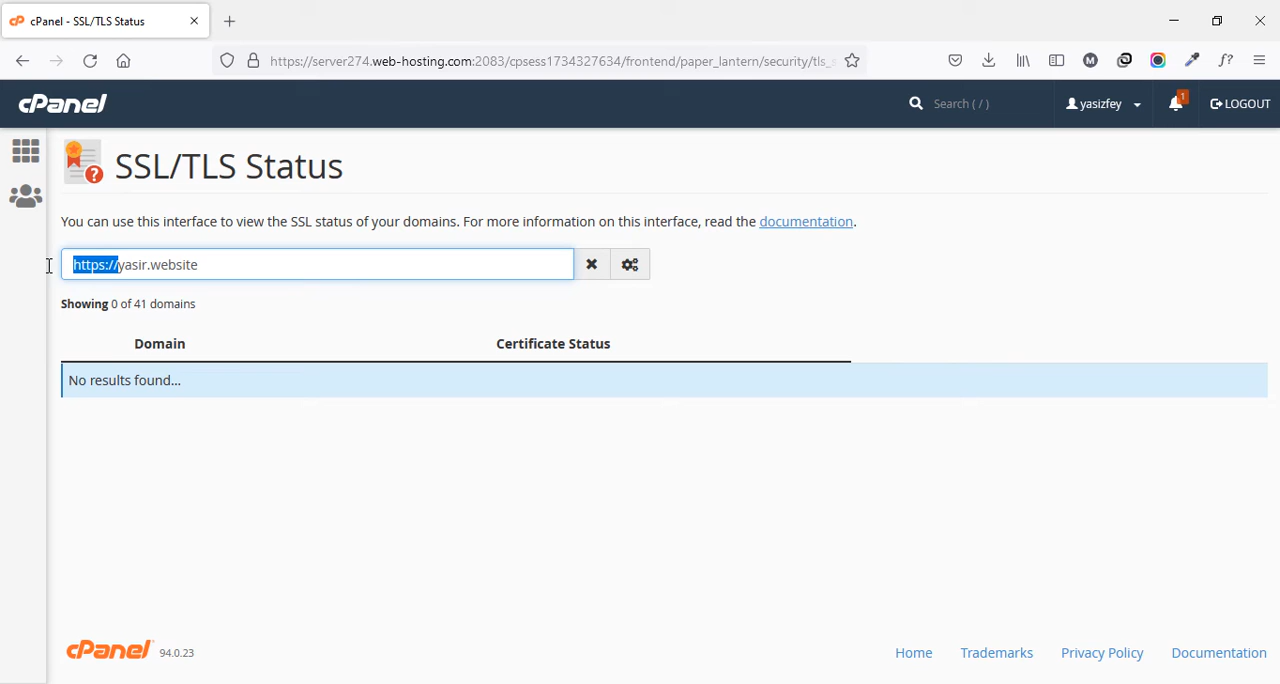 cPanel - SSL/TLS Status
https://server274.web-hosting.com:2083/cpsess1734327634/frontend/paper_lantern/security/tls_s
cPanel
Search ( / )
yasizfey
1
LOGOUT
SSL/TLS Status
You can use this interface to view the SSL status of your domains. For more information on this interface, read the documentation.
https://yasir.website
Showing 0 of 41 domains
Domain
Certificate Status
No results found...
cPanel 94.0.23
Home
Trademarks
Privacy Policy
Documentation